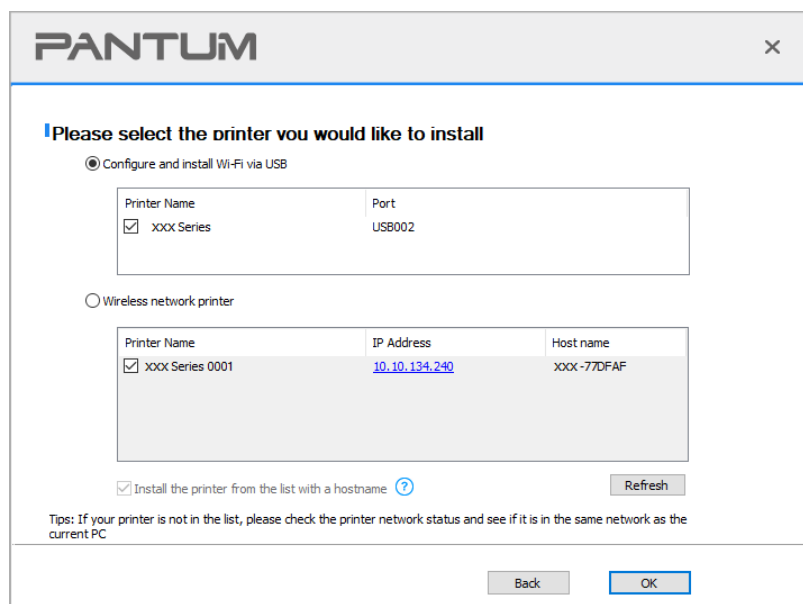 PANTUM
Please select the printer you would like to install
Configure and install Wi-Fi via USB
Printer Name Port
XXX Series USB002
Wireless network printer
Printer Name IP Address Host name
XXX Series 0001 10.10.134.240 XXX-77DFAF
Install the printer from the list with a hostname ?
Refresh
Tips: If your printer is not in the list, please check the printer network status and see if it is in the same network as the
current PC
Back OK